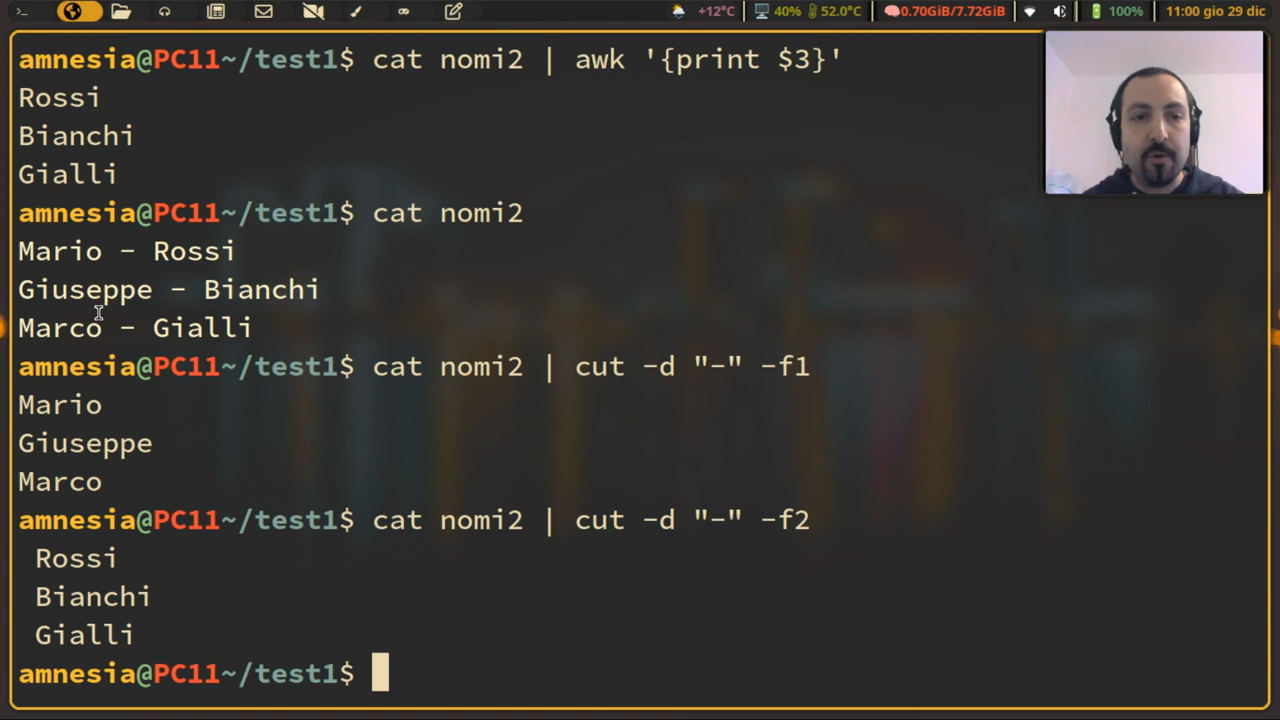 >_ +12°C 40% 52.0°C 0.70GiB/7.72GiB 100% 11:00 gio 29 dic
amnesia@PC11~/test1$ cat nomi2 | awk '{print $3}'
Rossi
Bianchi
Gialli
amnesia@PC11~/test1$ cat nomi2
Mario - Rossi
Giuseppe - Bianchi
Marco - Gialli
amnesia@PC11~/test1$ cat nomi2 | cut -d "-" -f1
Mario
Giuseppe
Marco
amnesia@PC11~/test1$ cat nomi2 | cut -d "-" -f2
 Rossi
 Bianchi
 Gialli
amnesia@PC11~/test1$